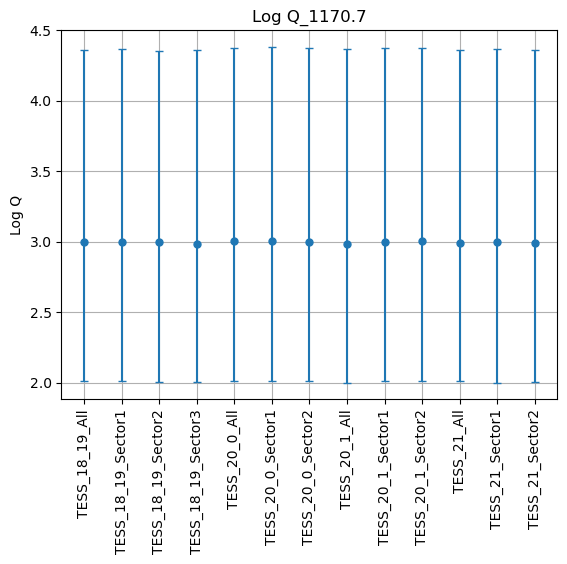 Log Q_1170.7
Log Q
4.5
4.0
3.5
3.0
2.5
2.0
TESS_18_19_All
TESS_18_19_Sector1
TESS_18_19_Sector2
TESS_18_19_Sector3
TESS_20_0_All
TESS_20_0_Sector1
TESS_20_0_Sector2
TESS_20_1_All
TESS_20_1_Sector1
TESS_20_1_Sector2
TESS_21_All
TESS_21_Sector1
TESS_21_Sector2